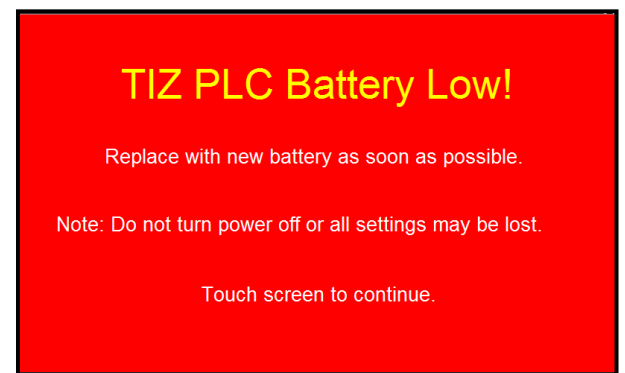 TIZ PLC Battery Low!
Replace with new battery as soon as possible.
Note: Do not turn power off or all settings may be lost.
Touch screen to continue.